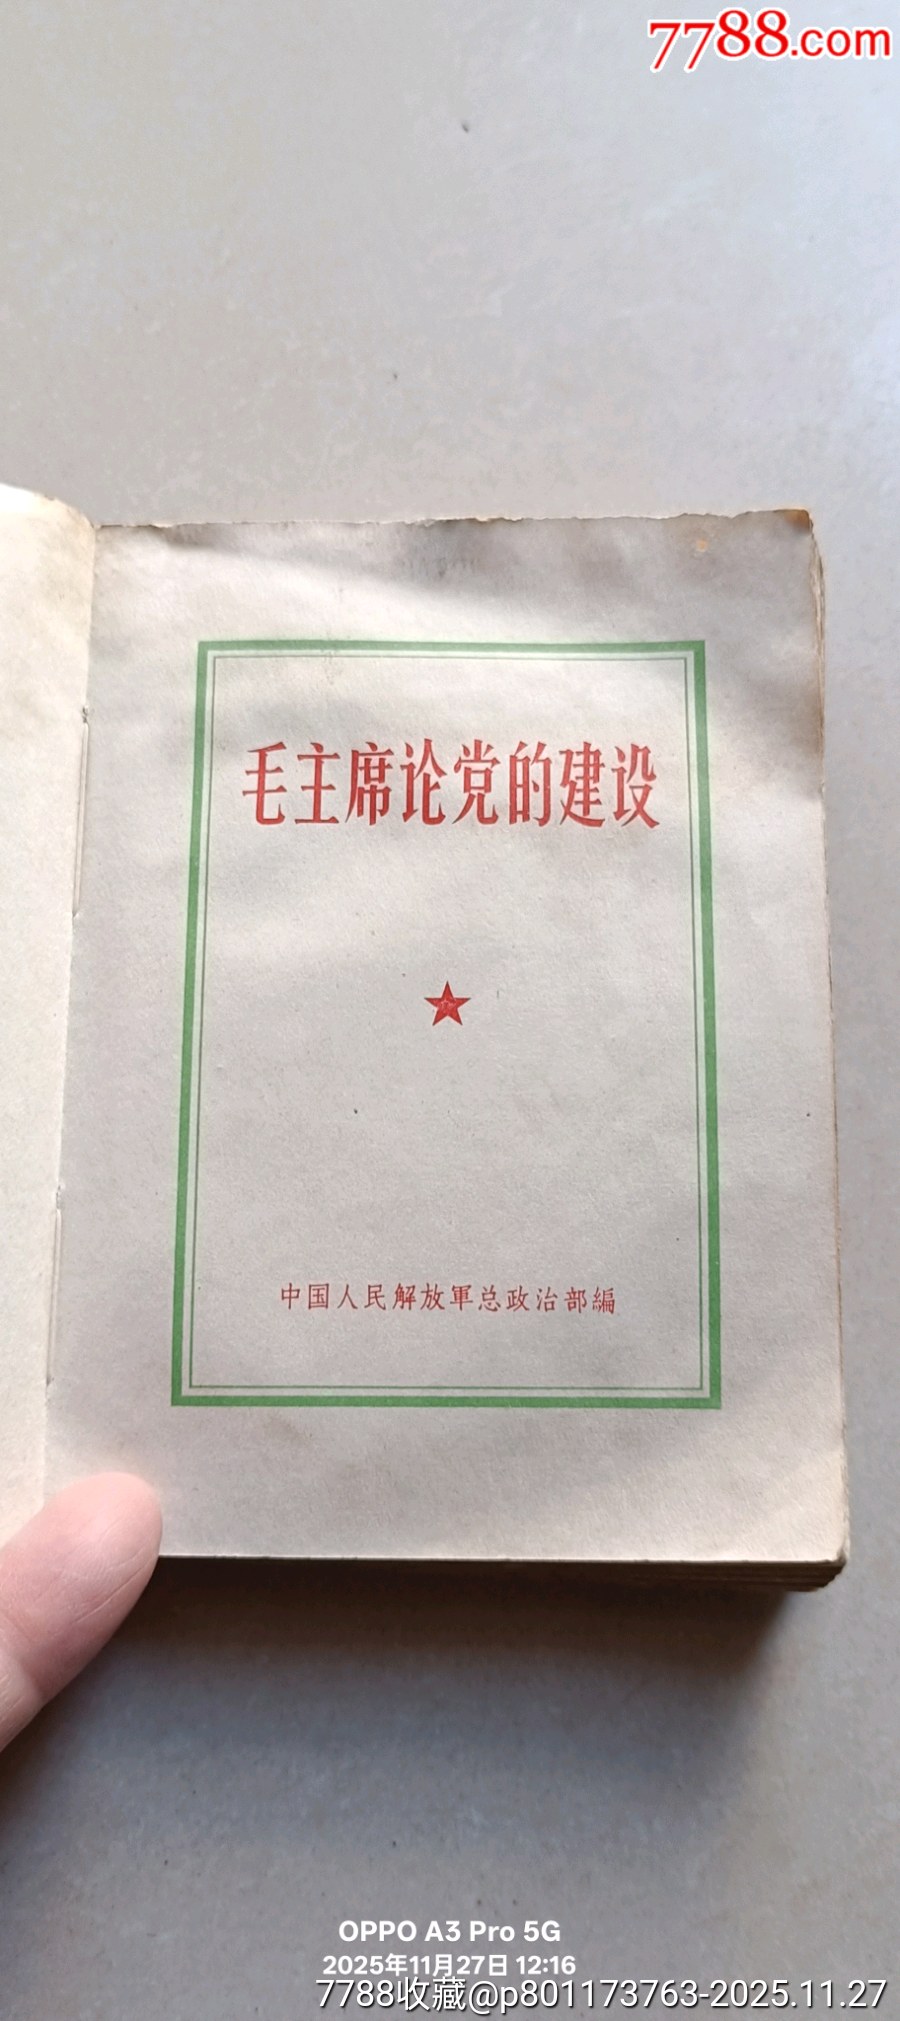 7788.com
毛主席论党的建设
中国人民解放軍总政治部編
OPPO A3 Pro 5G
2025年11月27日 12:16
7788收藏@p801173763-2025.11.27